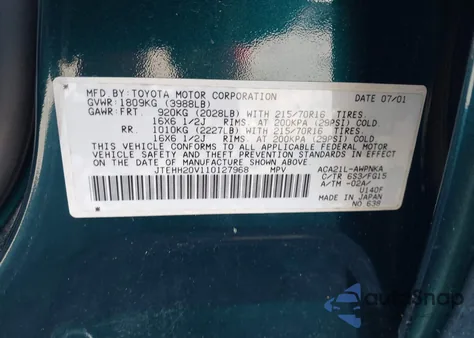 MFD.BY: TOYOTA MOTOR CORPORATION DATE 07/01
GVWR: 1809KG (3988LB)
GAWR: FRT. 920KG (2028LB) WITH 215/70R16 TIRES,
16X6 1/2J RIMS, AT 200KPA (29PSI) COLD
RR. 1010KG (2227LB) WITH 215/70R16 TIRES,
16X6 1/2J RIMS, AT 200KPA (29PSI) COLD
THIS VEHICLE CONFORMS TO ALL APPLICABLE FEDERAL MOTOR VEHICLE
SAFETY AND THEFT PREVENTION STANDARDS IN EFFECT ON THE DATE OF
MANUFACTURE SHOWN ABOVE.
JTEHH20V110127968 MPV ACA21L-AWPNKA
C/TR 6S3/FG15
A/TM -02A/
U140F
MADE IN JAPAN
NO 638
AutoSnap